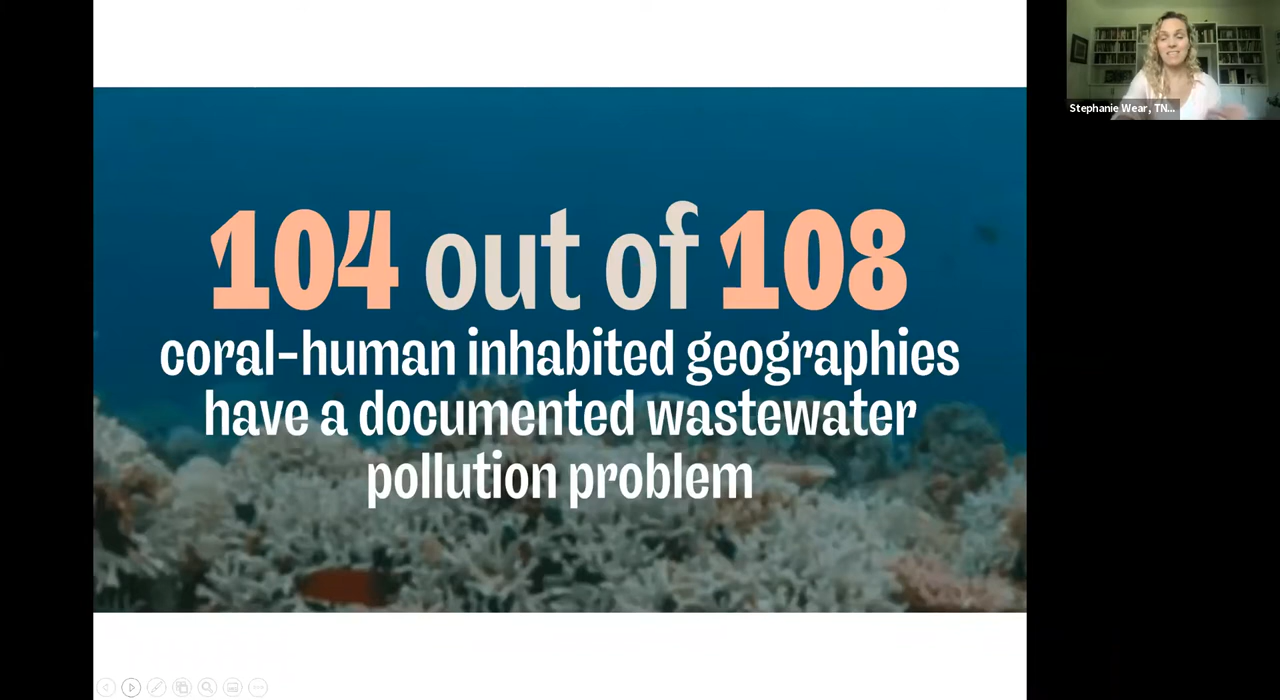 104 out of 108
coral-human inhabited geographies
have a documented wastewater
pollution problem
Stephanie Wear, TN...